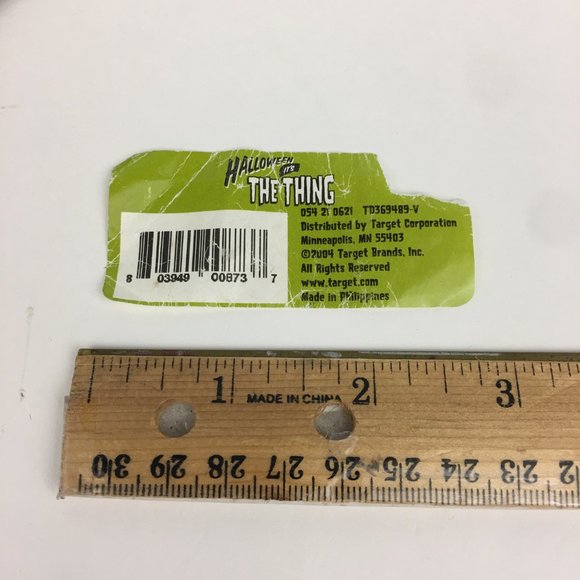 HALLOWEEN
IT'S
THE THING
054 21 0621 TD369489-V
Distributed by Target Corporation
Minneapolis, MN 55403
©2004 Target Brands, Inc.
All Rights Reserved
www.target.com
Made in Philippines
8 03949 00873 7
1 2 3
MADE IN CHINA
30 29 28 27 26 25 24 23 2